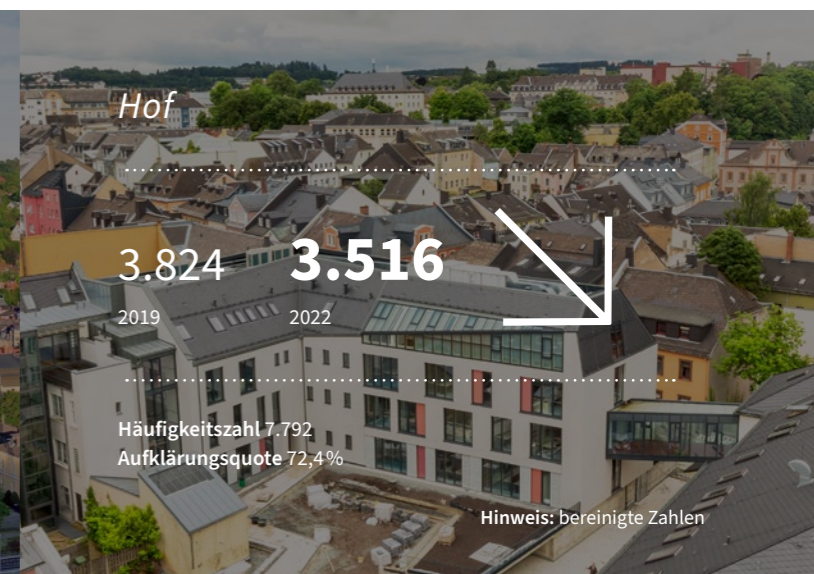 Hof
3.824 3.516
2019 2022
Häufigkeitszahl 7.792
Aufklärungsquote 72,4%
Hinweis: bereinigte Zahlen